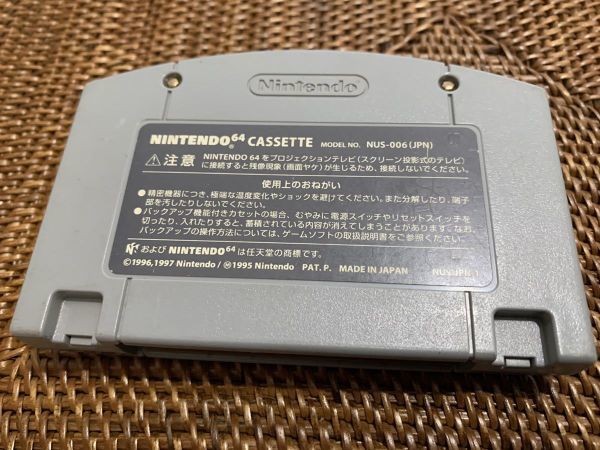 Nintendo
NINTENDO64 CASSETTE MODEL NO. NUS-006(JPN)
⚠注意 NINTENDO 64をプロジェクションテレビ(スクリーン投影式のテレビ)
に接続すると残像現象(画面ヤケ)が生じるため、接続しないでください。
使用上のおねがい
●精密機器につき、極端な温度変化やショックを避けてください。また分解したり、端子
部を汚したりしないでください。
●バックアップ機能付きカセットの場合、むやみに電源スイッチやリセットスイッチを
切ったり、入れたりすると、蓄積されている内容が消えてしまうことがあります。なお、
バックアップの操作方法については、ゲームソフトの取扱説明書をご参照ください。
および NINTENDO64 は任天堂の商標です。
©1996,1997 Nintendo/Ⓜ1995 Nintendo PAT. P. MADE IN JAPAN NUS-JPN-1